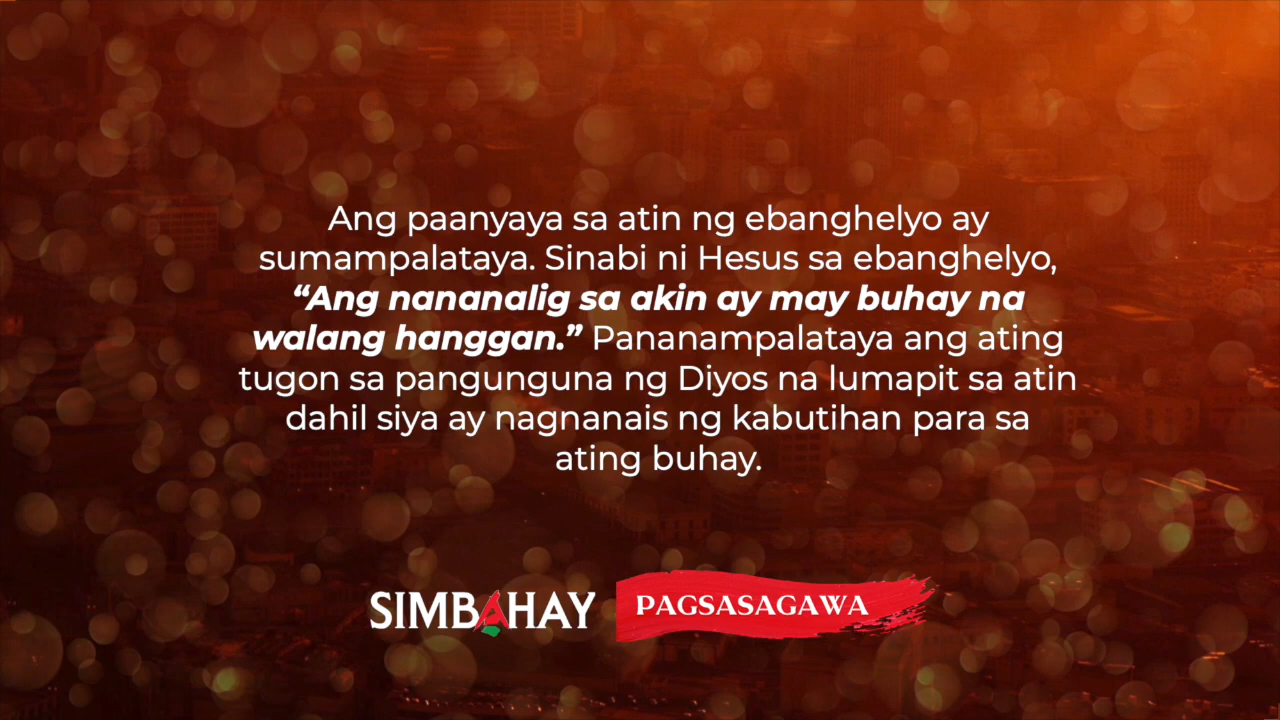 Ang paanyaya sa atin ng ebanghelyo ay
sumampalataya. Sinabi ni Hesus sa ebanghelyo,
“Ang nananalig sa akin ay may buhay na
walang hanggan.” Pananampalataya ang ating
tugon sa pangunguna ng Diyos na lumapit sa atin
dahil siya ay nagnanais ng kabutihan para sa
ating buhay.
SIMBAHAY PAGSASAGAWA